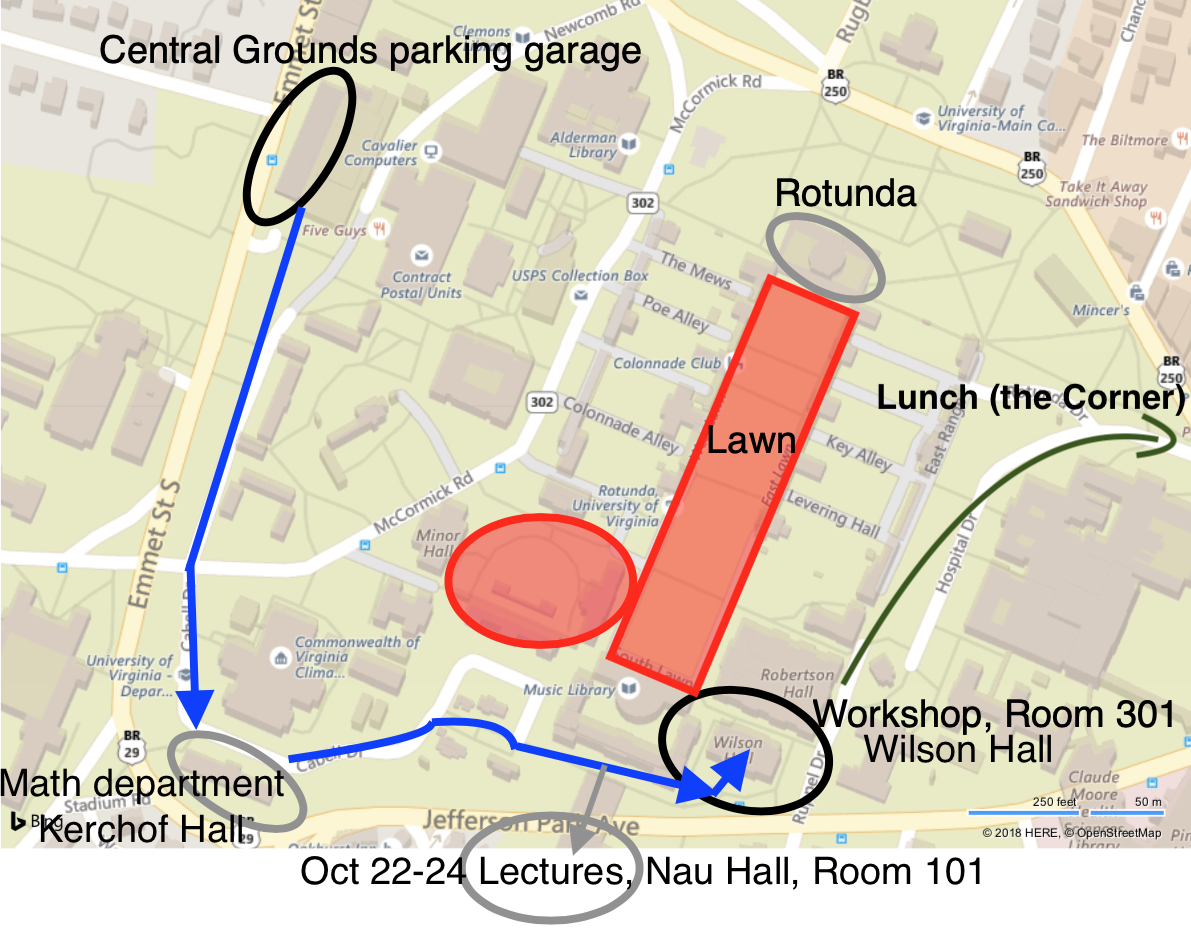 Emmet St
Clemons
Newcomb Rd
Rugb
Chanc
Central Grounds parking garage
McCormick Rd
BR
250
University of
Virginia-Main Ca...
Alderman
Library
Cavalier
Computers
The Biltmore
BR
250
Take It Away
Sandwich Shop
Rotunda
302
Five Guys
Contract
Postal Units
USPS Collection Box
The Mews
Mincer's
Poe Alley
Colonnade Club
BR
250
Lunch (the Corner)
302
Colonnade Alley
Lawn
Key Alley
East Range
East Lawn
McCormick Rd
Rotunda,
University of
Virginia
Levering Hall
Emmet St S
Minor
Hall
Hospital Dr
Cabell D
Commonwealth of
Virginia
Clima...
University of
Virginia -
Depar...
South Lawn
Music Library
Robertson
Hall
Workshop, Room 301
Wilson Hall
Wilson
BR
29
Cabell Dr
Math department
Kerchof Hall
Stadium Rd
Bing
29
Jefferson Park Ave
Claude
Moore
Library
250 feet
50 m
© 2018 HERE, © OpenStreetMap
Oct 22-24 Lectures, Nau Hall, Room 101